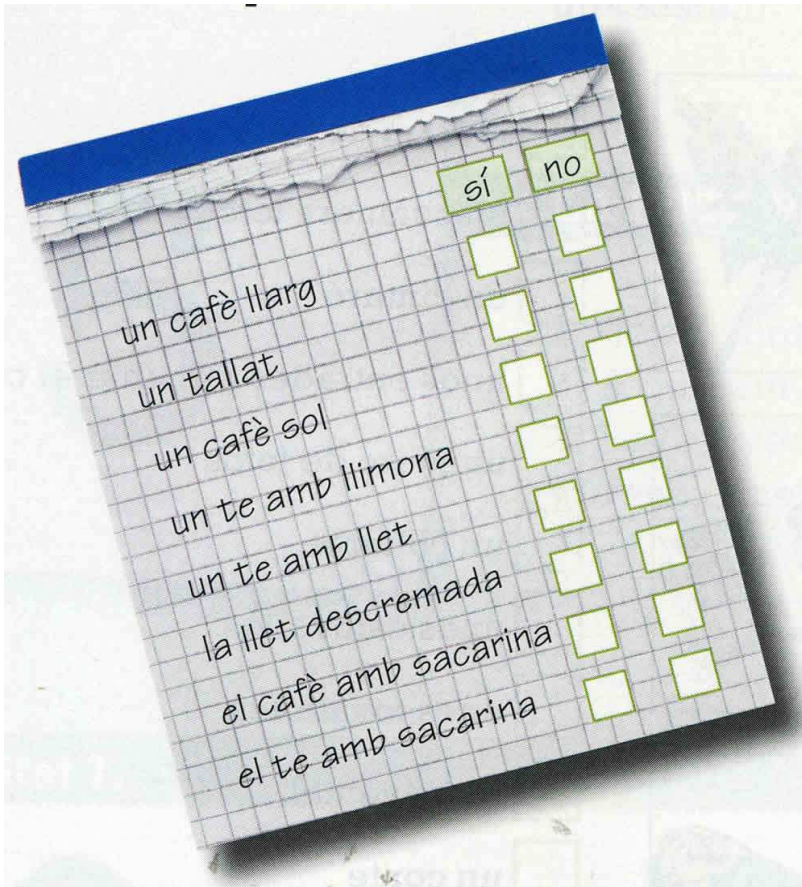 sí no
un cafè llarg
un tallat
un cafè sol
un te amb llimona
un te amb llet
la llet descremada
el cafè amb sacarina
el te amb sacarina